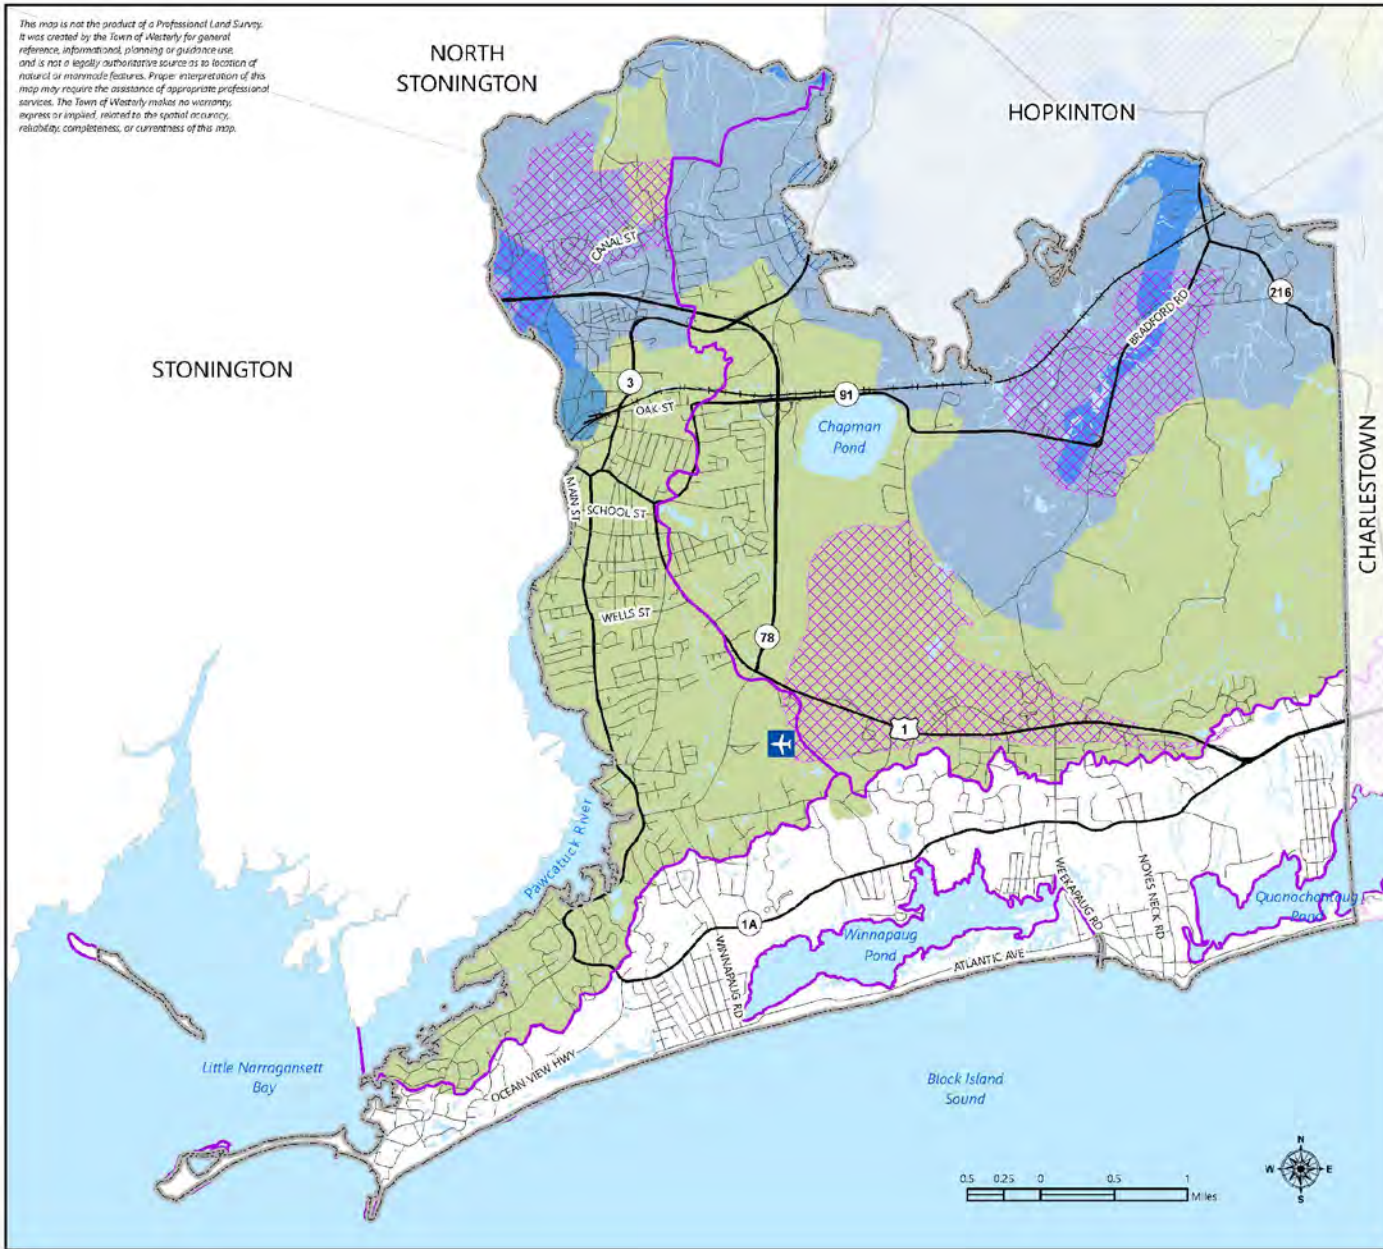 This map is not the product of a Professional Land Survey.
It was created by the Town of Westerly for general
reference, informational, planning or guidance use,
and is not a legally authoritative source as to location of
natural or manmade features. Proper interpretation of this
map may require the assistance of appropriate professional
services. The Town of Westerly makes no warranty,
express or implied, related to the spatial accuracy,
reliability, completeness, or currentness of this map.
NORTH
STONINGTON
HOPKINTON
CANAL ST
216
BRADFORD RD
STONINGTON
3
91
OAK ST
Chapman
Pond
CHARLESTOWN
MAIN ST
SCHOOL ST
WELLS ST
78
1
Pawcatuck River
WEEKAPAUG RD
NOYES NECK RD
Quonochontaug
Pond
1A
Winnapaug
Pond
WINNAPAUG RD
ATLANTIC AVE
Little Narragansett
Bay
OCEAN VIEW HWY
Block Island
Sound
N
W
E
S
0.5 0.25 0 0.5 1
Miles